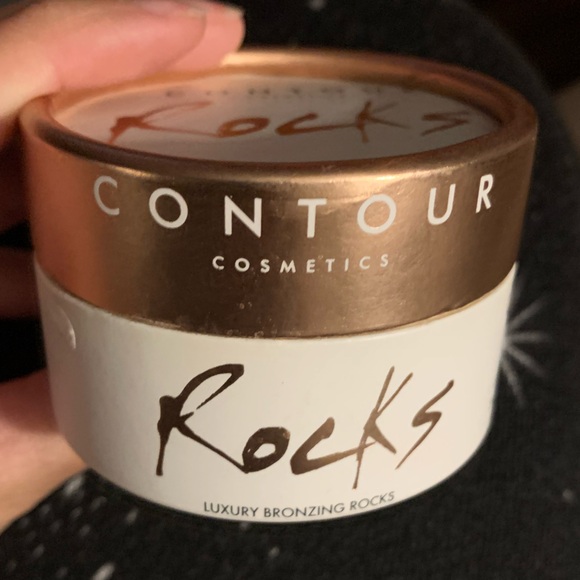 Rocks
CONTOUR
COSMETICS
Rocks
LUXURY BRONZING ROCKS